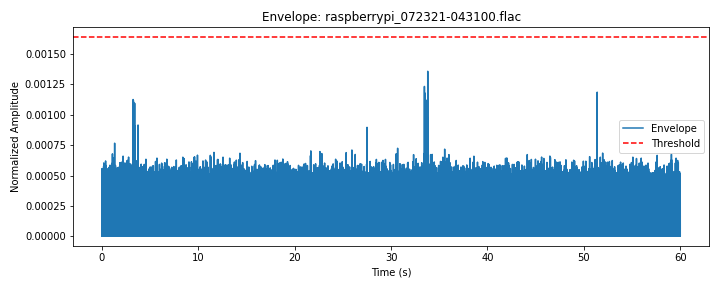 Envelope: raspberrypi_072321-043100.flac
Normalized Amplitude
0.00150
0.00125
0.00100
0.00075
0.00050
0.00025
0.00000
Envelope
Threshold
0 10 20 30 40 50 60
Time (s)